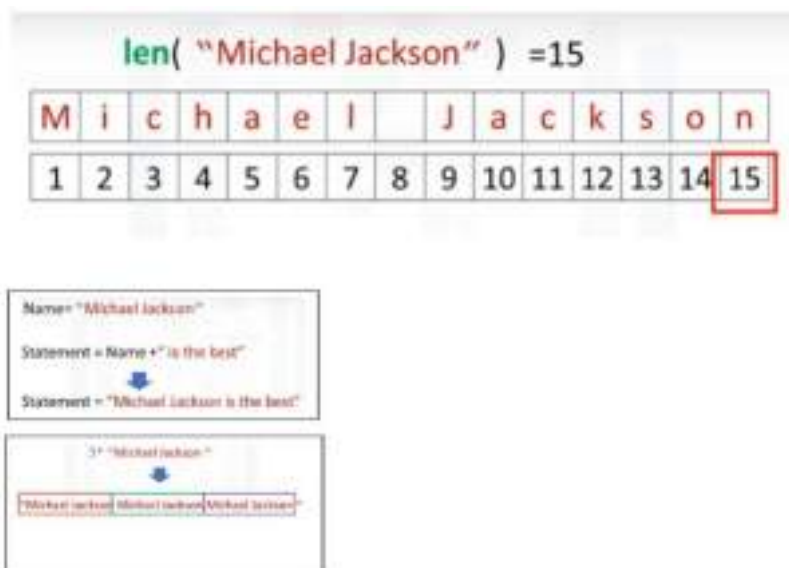 len( "Michael Jackson" ) =15
M i c h a e l J a c k s o n
1 2 3 4 5 6 7 8 9 10 11 12 13 14 15
Name= "Michael Jackson"
Statement = Name +" is the best"
Statement = "Michael Jackson is the best"
3* "Michael Jackson "
"Michael Jackson Michael Jackson Michael Jackson "